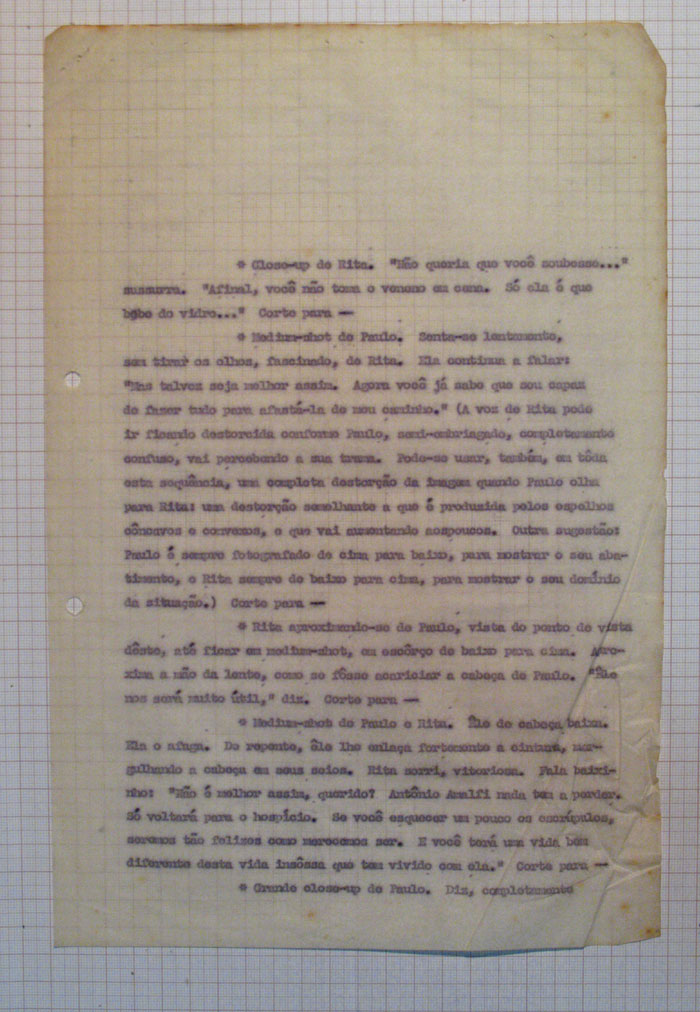 * Close-up de Rita. "Não queria que você soubesse..."
sussurra. "Afinal, você não toma o veneno em cena. Só ela é que
bebe do vidro..." Corte para —
* Medium-shot de Paulo. Senta-se lentamente,
sem tirar os olhos, fascinado, de Rita. Ela continua a falar:
"Mas talvez seja melhor assim. Agora você já sabe que sou capaz
de fazer tudo para afastá-la de meu caminho." (A voz de Rita pode
ir ficando destorcida conforme Paulo, semi-embriagado, completamente
confuso, vai percebendo a sua trama. Pode-se usar, também, em tôda
esta sequência, uma completa destorção da imagem quando Paulo olha
para Rita: uma destorção semelhante a que é produzida pelos espelhos
côncavos e convexos, e que vai aumentando aospoucos. Outra sugestão:
Paulo é sempre fotografado de cima para baixo, para mostrar o seu aba-
timento, e Rita sempre de baixo para cima, para mostrar o seu domínio
da situação.) Corte para —
* Rita aproximando-se de Paulo, vista do ponto de vista
dêste, até ficar em medium-shot, em escôrço de baixo para cima. Apro-
xima a mão da lente, como se fôsse acariciar a cabeça de Paulo. "Êle
nos será muito útil," diz. Corte para —
* Medium-shot de Paulo e Rita. Êle de cabeça baixa.
Ela o afaga. De repente, êle lhe enlaça fortemente a cintura, mer-
gulhando a cabeça em seus seios. Rita sorri, vitoriosa. Fala baixi-
nho: "Não é melhor assim, querido? Antônio Amalfi nada tem a perder.
Só voltará para o hospício. Se você esquecer um pouco os escrúpulos,
seremos tão felizes como merecemos ser. E você terá uma vida bem
diferente desta vida insôssa que tem vivido com ela." Corte para —
* Grande close-up de Paulo. Diz, completamente